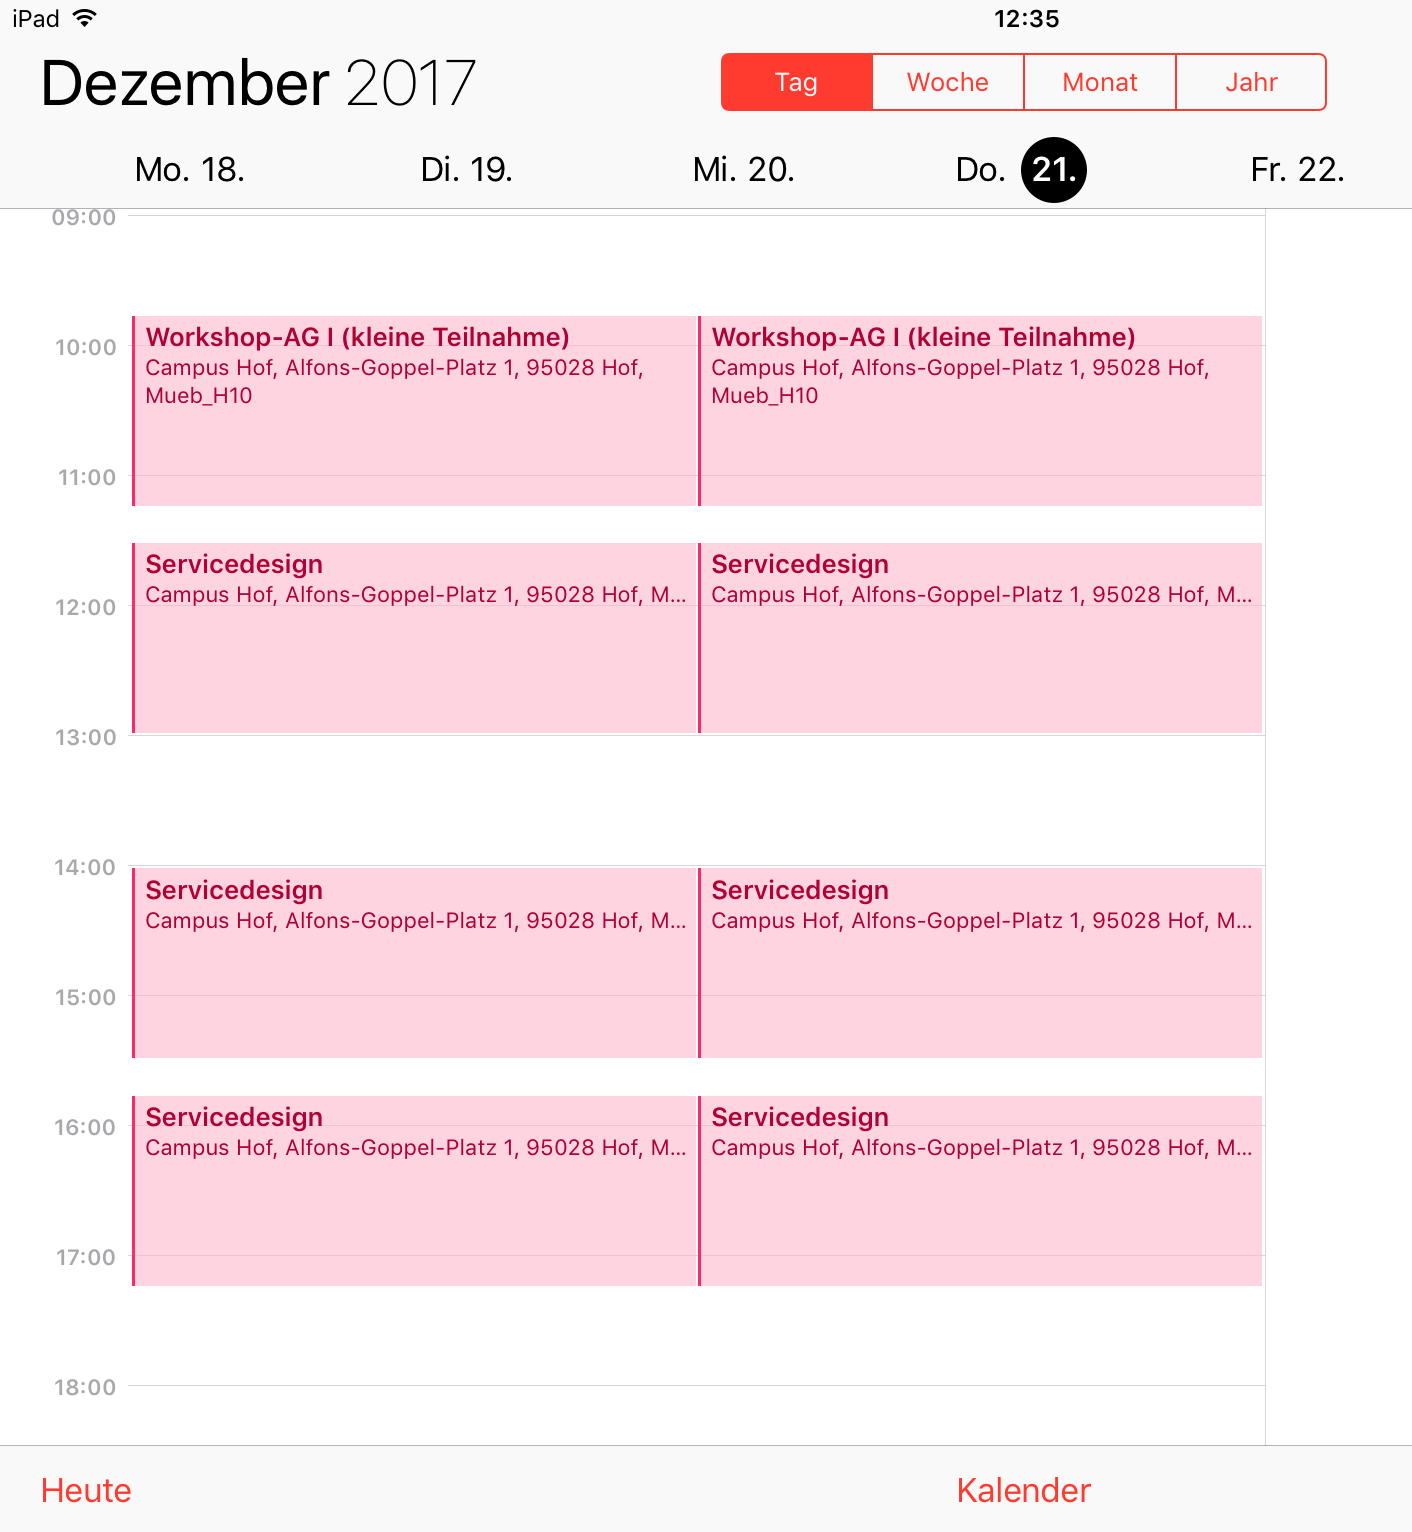 iPad 12:35
Dezember 2017
Tag Woche Monat Jahr
Mo. 18. Di. 19. Mi. 20. Do. 21. Fr. 22.
09:00
Workshop-AG I (kleine Teilnahme) Workshop-AG I (kleine Teilnahme)
10:00
Campus Hof, Alfons-Goppel-Platz 1, 95028 Hof, Campus Hof, Alfons-Goppel-Platz 1, 95028 Hof,
Mueb_H10 Mueb_H10
11:00
Servicedesign Servicedesign
Campus Hof, Alfons-Goppel-Platz 1, 95028 Hof, M... Campus Hof, Alfons-Goppel-Platz 1, 95028 Hof, M...
12:00
13:00
14:00
Servicedesign Servicedesign
Campus Hof, Alfons-Goppel-Platz 1, 95028 Hof, M... Campus Hof, Alfons-Goppel-Platz 1, 95028 Hof, M...
15:00
Servicedesign Servicedesign
16:00
Campus Hof, Alfons-Goppel-Platz 1, 95028 Hof, M... Campus Hof, Alfons-Goppel-Platz 1, 95028 Hof, M...
17:00
18:00
Heute Kalender